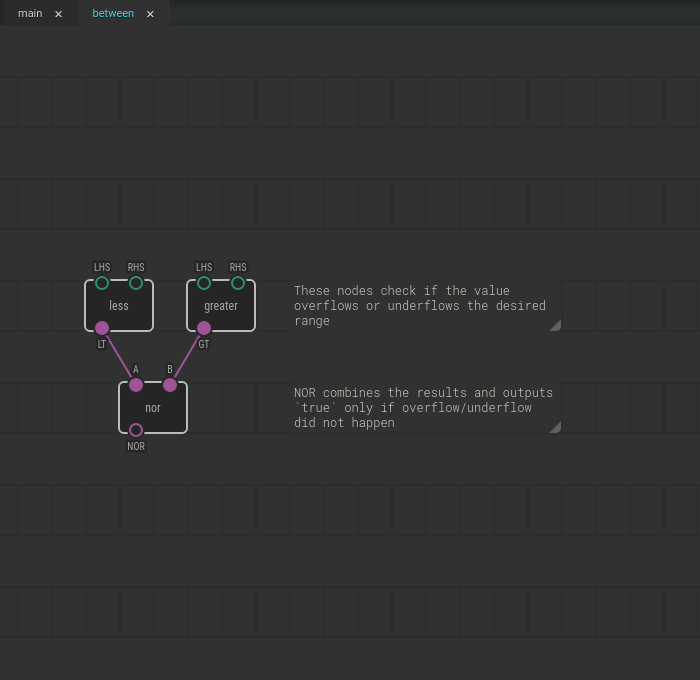 main × between ×
LHS RHS LHS RHS
less greater
LT GT
These nodes check if the value
overflows or underflows the desired
range
A B
nor
NOR
NOR combines the results and outputs
`true` only if overflow/underflow
did not happen